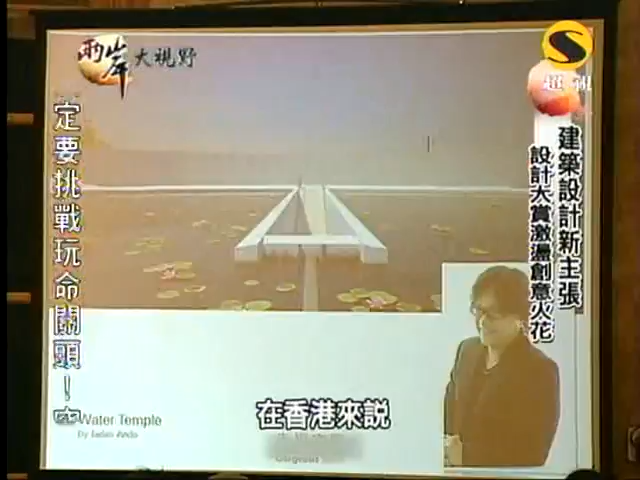 兩岸大視野
超視
建築設計新主張
設計大賞激盪創意火花
定要挑戰玩命關頭！
Water Temple
By Tadao Ando
在香港來說